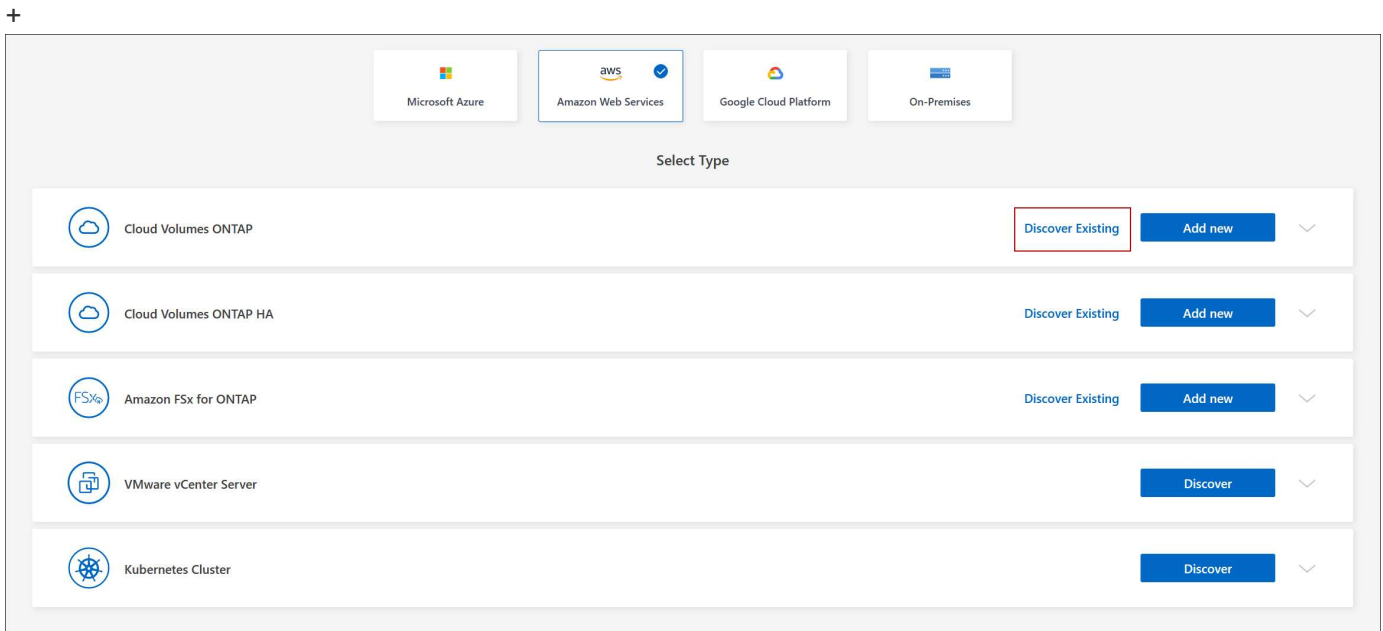 +
aws
Microsoft Azure
Amazon Web Services
Google Cloud Platform
On-Premises
Select Type
Cloud Volumes ONTAP
Discover Existing
Add new
Cloud Volumes ONTAP HA
Discover Existing
Add new
FSx
Amazon FSx for ONTAP
Discover Existing
Add new
VMware vCenter Server
Discover
Kubernetes Cluster
Discover